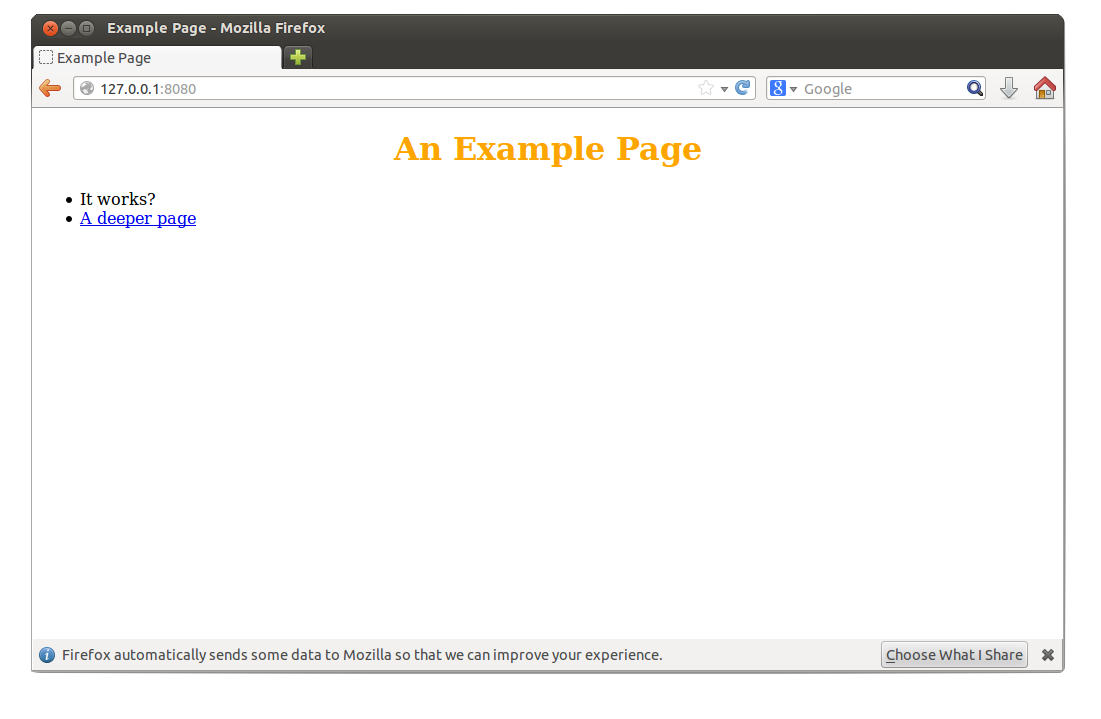 Example Page - Mozilla Firefox
Example Page
127.0.0.1:8080
8 Google
An Example Page
• It works?
• A deeper page
Firefox automatically sends some data to Mozilla so that we can improve your experience. Choose What I Share